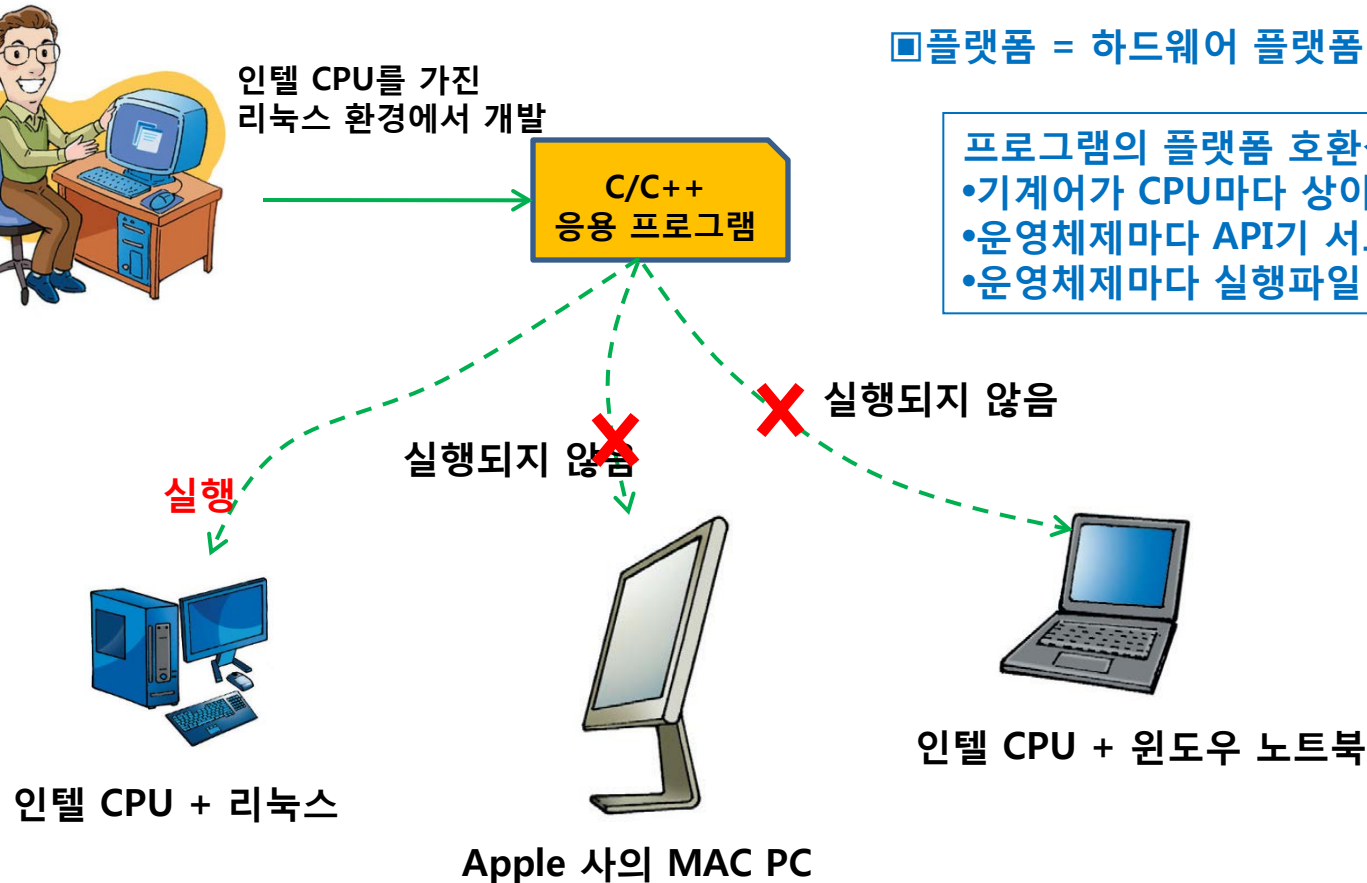 ▣플랫폼 = 하드웨어 플랫폼
인텔 CPU를 가진
리눅스 환경에서 개발
프로그램의 플랫폼 호환
•기계어가 CPU마다 상이
•운영체제마다 API기 서
•운영체제마다 실행파일
C/C++
응용 프로그램
실행되지 않음
실행되지 않음
실행
인텔 CPU + 윈도우 노트북
인텔 CPU + 리눅스
Apple 사의 MAC PC